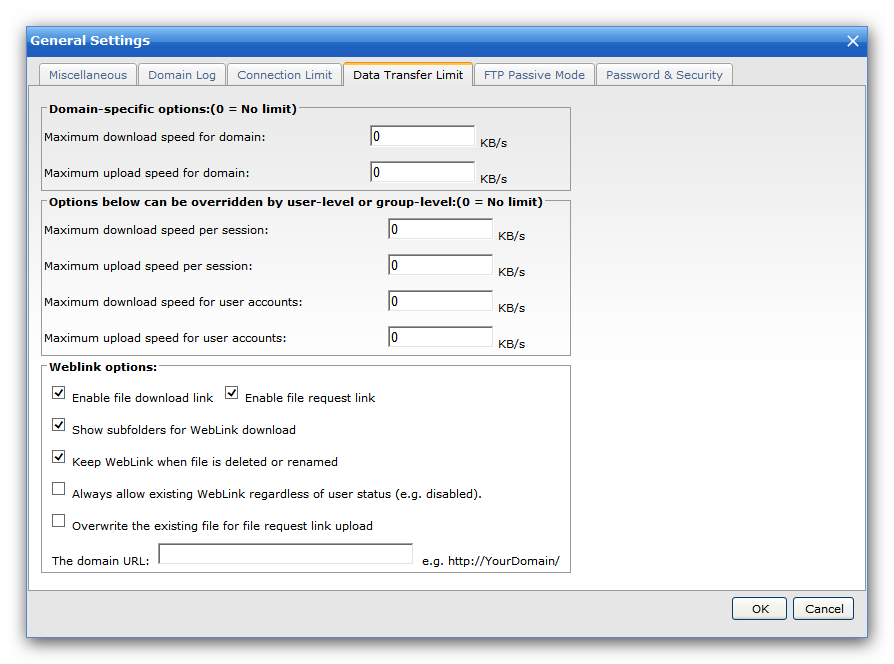 General Settings
Miscellaneous Domain Log Connection Limit Data Transfer Limit FTP Passive Mode Password & Security
Domain-specific options:(0 = No limit)
Maximum download speed for domain: 0 KB/s
Maximum upload speed for domain: 0 KB/s
Options below can be overridden by user-level or group-level:(0 = No limit)
Maximum download speed per session: 0 KB/s
Maximum upload speed per session: 0 KB/s
Maximum download speed for user accounts: 0 KB/s
Maximum upload speed for user accounts: 0 KB/s
Weblink options:
Enable file download link Enable file request link
Show subfolders for WebLink download
Keep WebLink when file is deleted or renamed
Always allow existing WebLink regardless of user status (e.g. disabled).
Overwrite the existing file for file request link upload
The domain URL: e.g. http://YourDomain/
OK Cancel